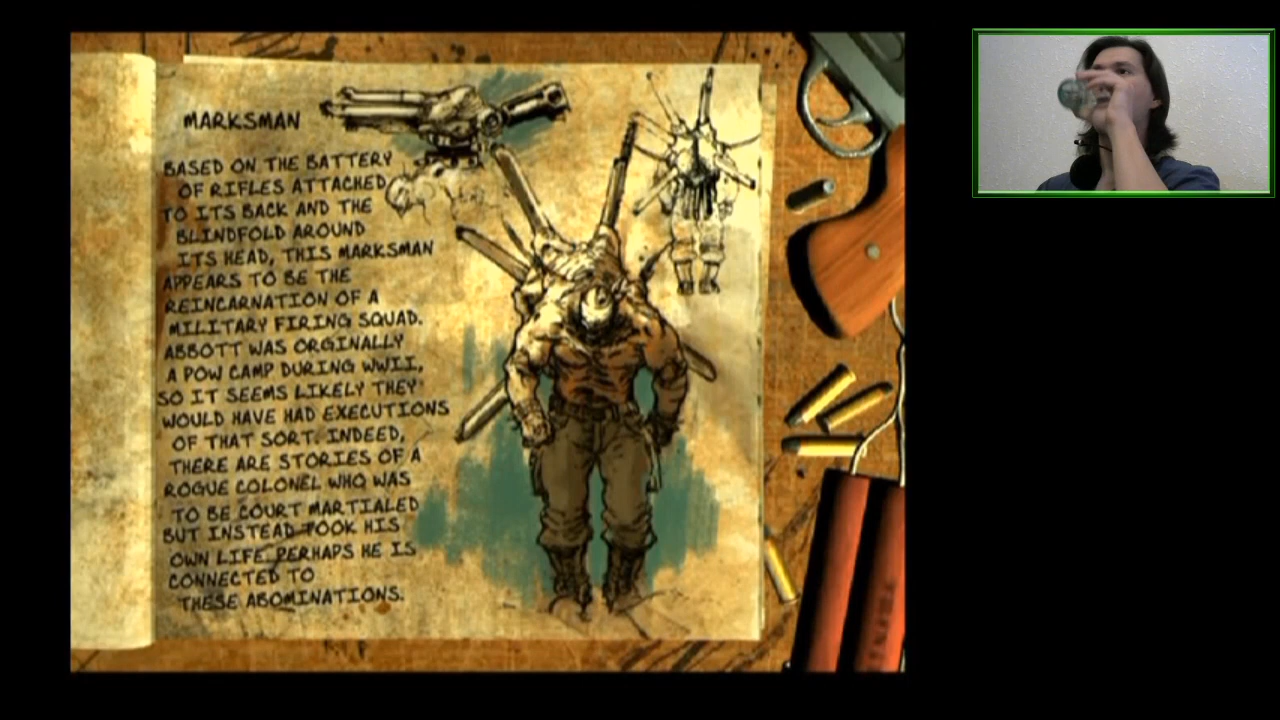 MARKSMAN
BASED ON THE BATTERY
OF RIFLES ATTACHED
TO ITS BACK AND THE
BLINDFOLD AROUND
ITS HEAD, THIS MARKSMAN
APPEARS TO BE THE
REINCARNATION OF A
MILITARY FIRING SQUAD.
ABBOTT WAS ORGINALLY
A POW CAMP DURING WWII,
SO IT SEEMS LIKELY THEY
WOULD HAVE HAD EXECUTIONS
OF THAT SORT. INDEED,
THERE ARE STORIES OF A
ROGUE COLONEL WHO WAS
TO BE COURT MARTIALED
BUT INSTEAD TOOK HIS
OWN LIFE. PERHAPS HE IS
CONNECTED TO
THESE ABOMINATIONS.